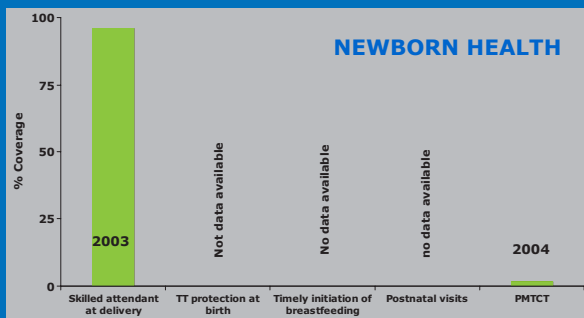 NEWBORN HEALTH
100
75
50
25
0
% Coverage
2003
Not data available
No data available
no data available
2004
Skilled attendant
at delivery
TT protection at
birth
Timely initiation of
breastfeeding
Postnatal visits
PMTCT